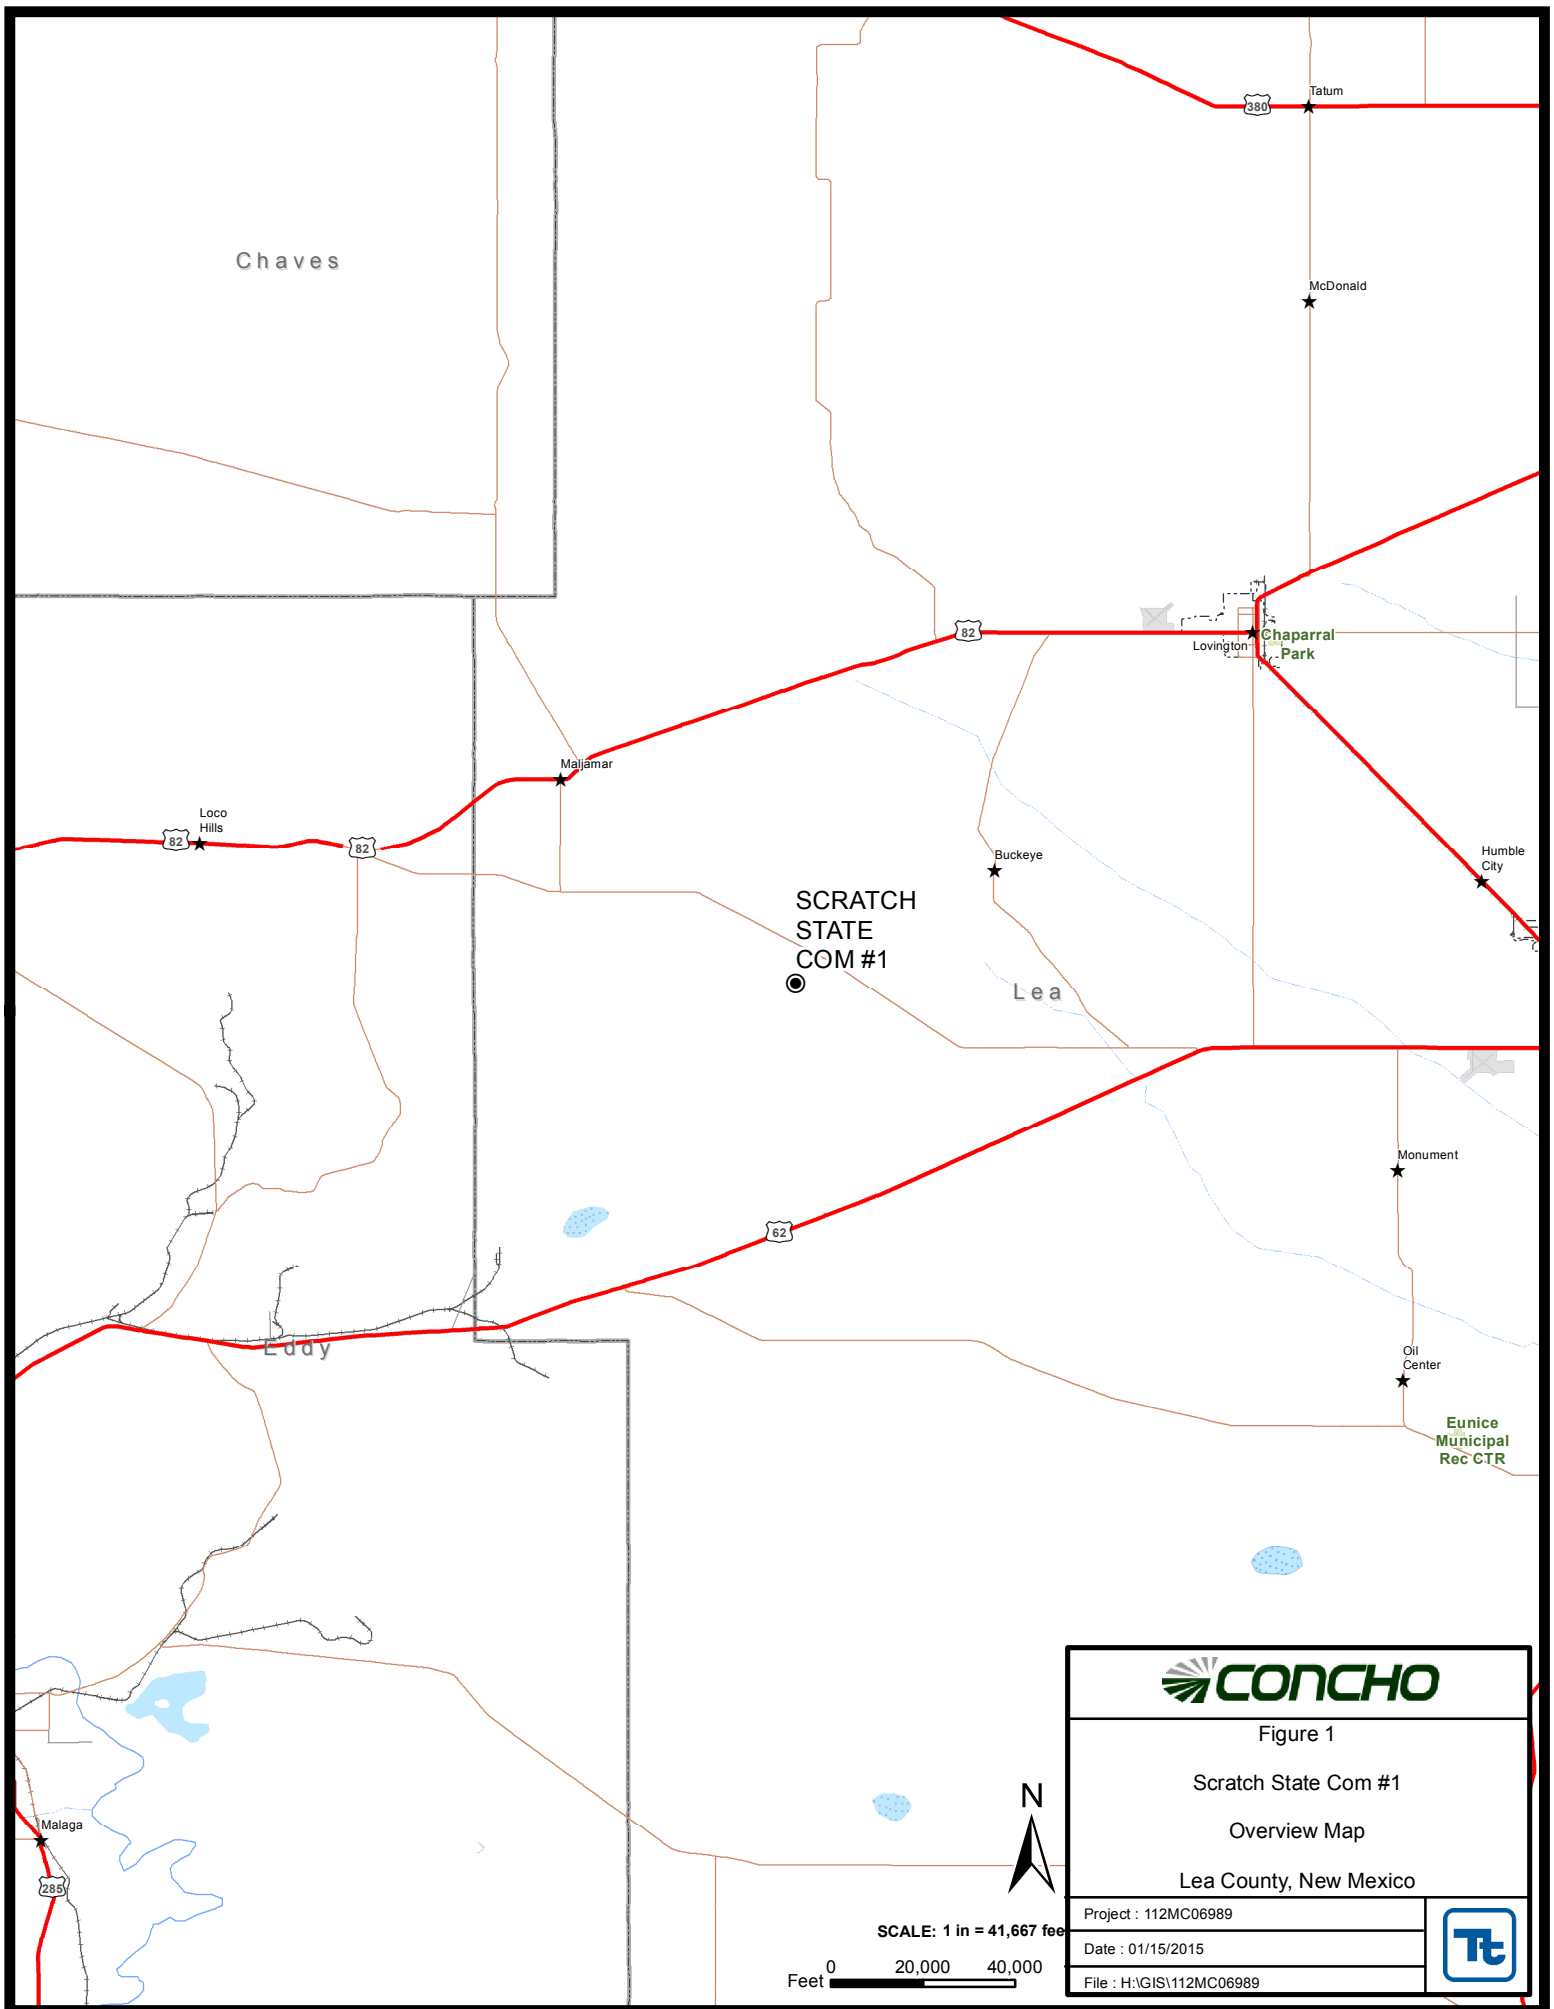 380
Tatum
Chaves
McDonald
82
Chaparral
Park
Lovington
Maljamar
Loco
Hills
82
82
Buckeye
Humble
City
SCRATCH
STATE
COM #1
Lea
Monument
62
Eddy
Oil
Center
Eunice
Municipal
Rec CTR
Malaga
285
N
SCALE: 1 in = 41,667 fee
Feet 0 20,000 40,000
CONCHO
Figure 1
Scratch State Com #1
Overview Map
Lea County, New Mexico
Project : 112MC06989
Date : 01/15/2015
File : H:\GIS\112MC06989
Tt